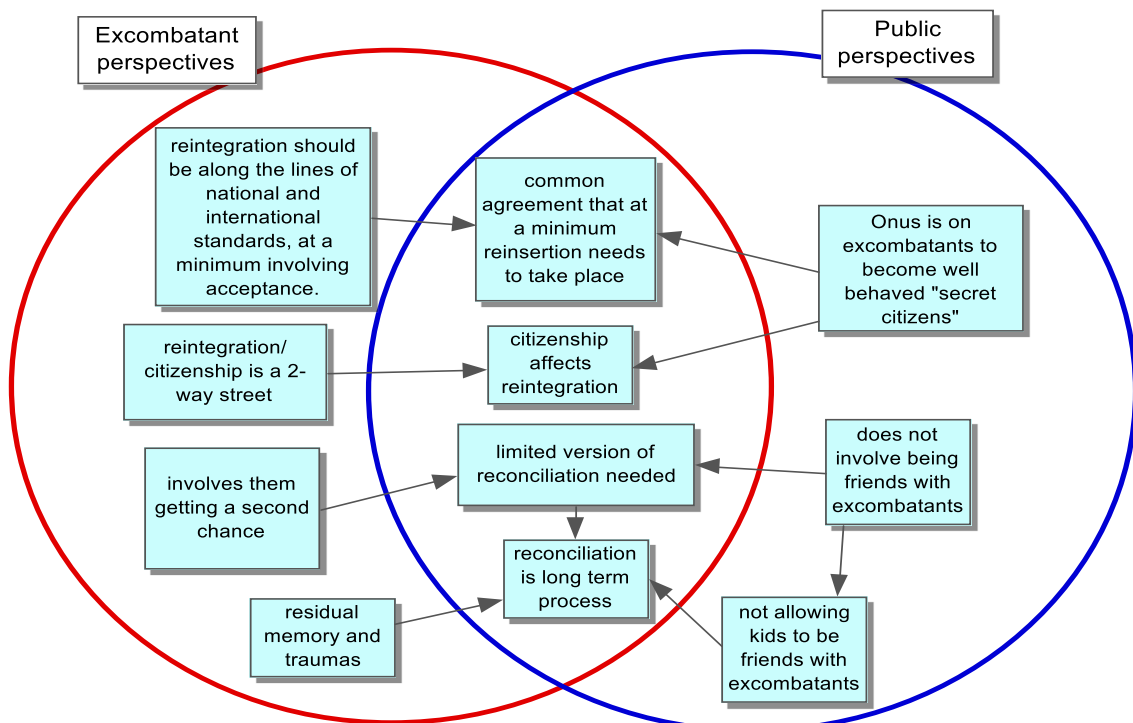 Excombatant
perspectives
Public
perspectives
reintegration should
be along the lines of
national and
international
standards, at a
minimum involving
acceptance.
common
agreement that at
a minimum
reinsertion needs
to take place
Onus is on
excombatants to
become well
behaved "secret
citizens"
reintegration/
citizenship is a 2-
way street
citizenship
affects
reintegration
involves them
getting a second
chance
limited version of
reconciliation needed
does not
involve being
friends with
excombatants
reconciliation
is long term
process
residual
memory and
traumas
not allowing
kids to be
friends with
excombatants